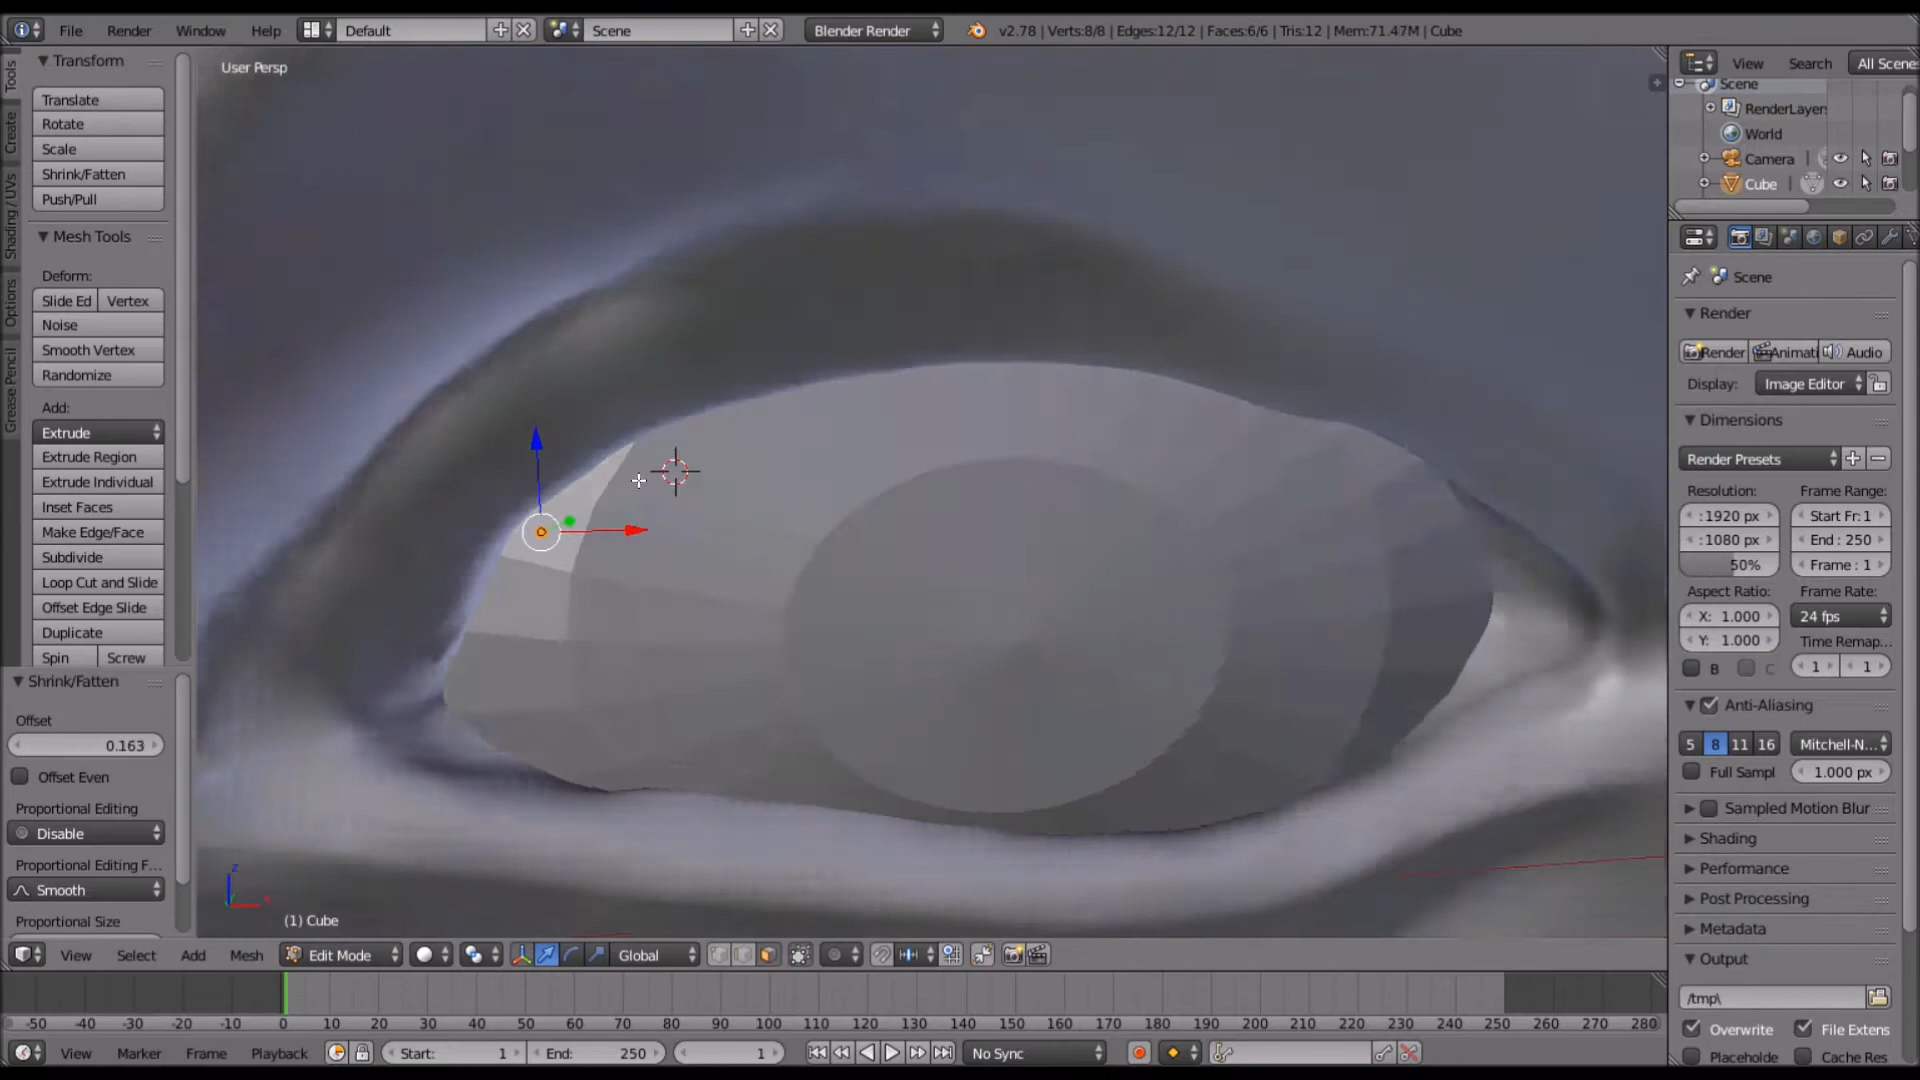 File Render Window Help Default Scene Blender Render v2.78 | Verts:8/8 | Edges:12/12 | Faces:6/6 | Tris:12 | Mem:71.47M | Cube
Tools
Create
Shading / UVs
Options
Grease Pencil
Transform
Translate
Rotate
Scale
Shrink/Fatten
Push/Pull
Mesh Tools
Deform:
Slide Ed Vertex
Noise
Smooth Vertex
Randomize
Add:
Extrude
Extrude Region
Extrude Individual
Inset Faces
Make Edge/Face
Subdivide
Loop Cut and Slide
Offset Edge Slide
Duplicate
Spin Screw
Shrink/Fatten
Offset
0.163
Offset Even
Proportional Editing
Disable
Proportional Editing F...
Smooth
Proportional Size
User Persp
z
x
(1) Cube
View Select Add Mesh Edit Mode Global
-50 -40 -30 -20 -10 0 10 20 30 40 50 60 70 80 90 100 110 120 130 140 150 160 170 180 190 200 210 220 230 240 250 260 270 280
View Marker Frame Playback Start: 1 End: 250 1 No Sync
View Search All Scene
Scene
RenderLayer
World
Camera
Cube
Scene
Render
Render Animati Audio
Display: Image Editor
Dimensions
Render Presets
Resolution: Frame Range:
: 1920 px Start Fr: 1
: 1080 px End : 250
50% Frame : 1
Aspect Ratio: Frame Rate:
X: 1.000 24 fps
Y: 1.000 Time Remap...
B C 1 1
Anti-Aliasing
5 8 11 16 Mitchell-N...
Full Sampl 1.000 px
Sampled Motion Blur
Shading
Performance
Post Processing
Metadata
Output
/tmp\
Overwrite File Extens
Placeholde Cache Res